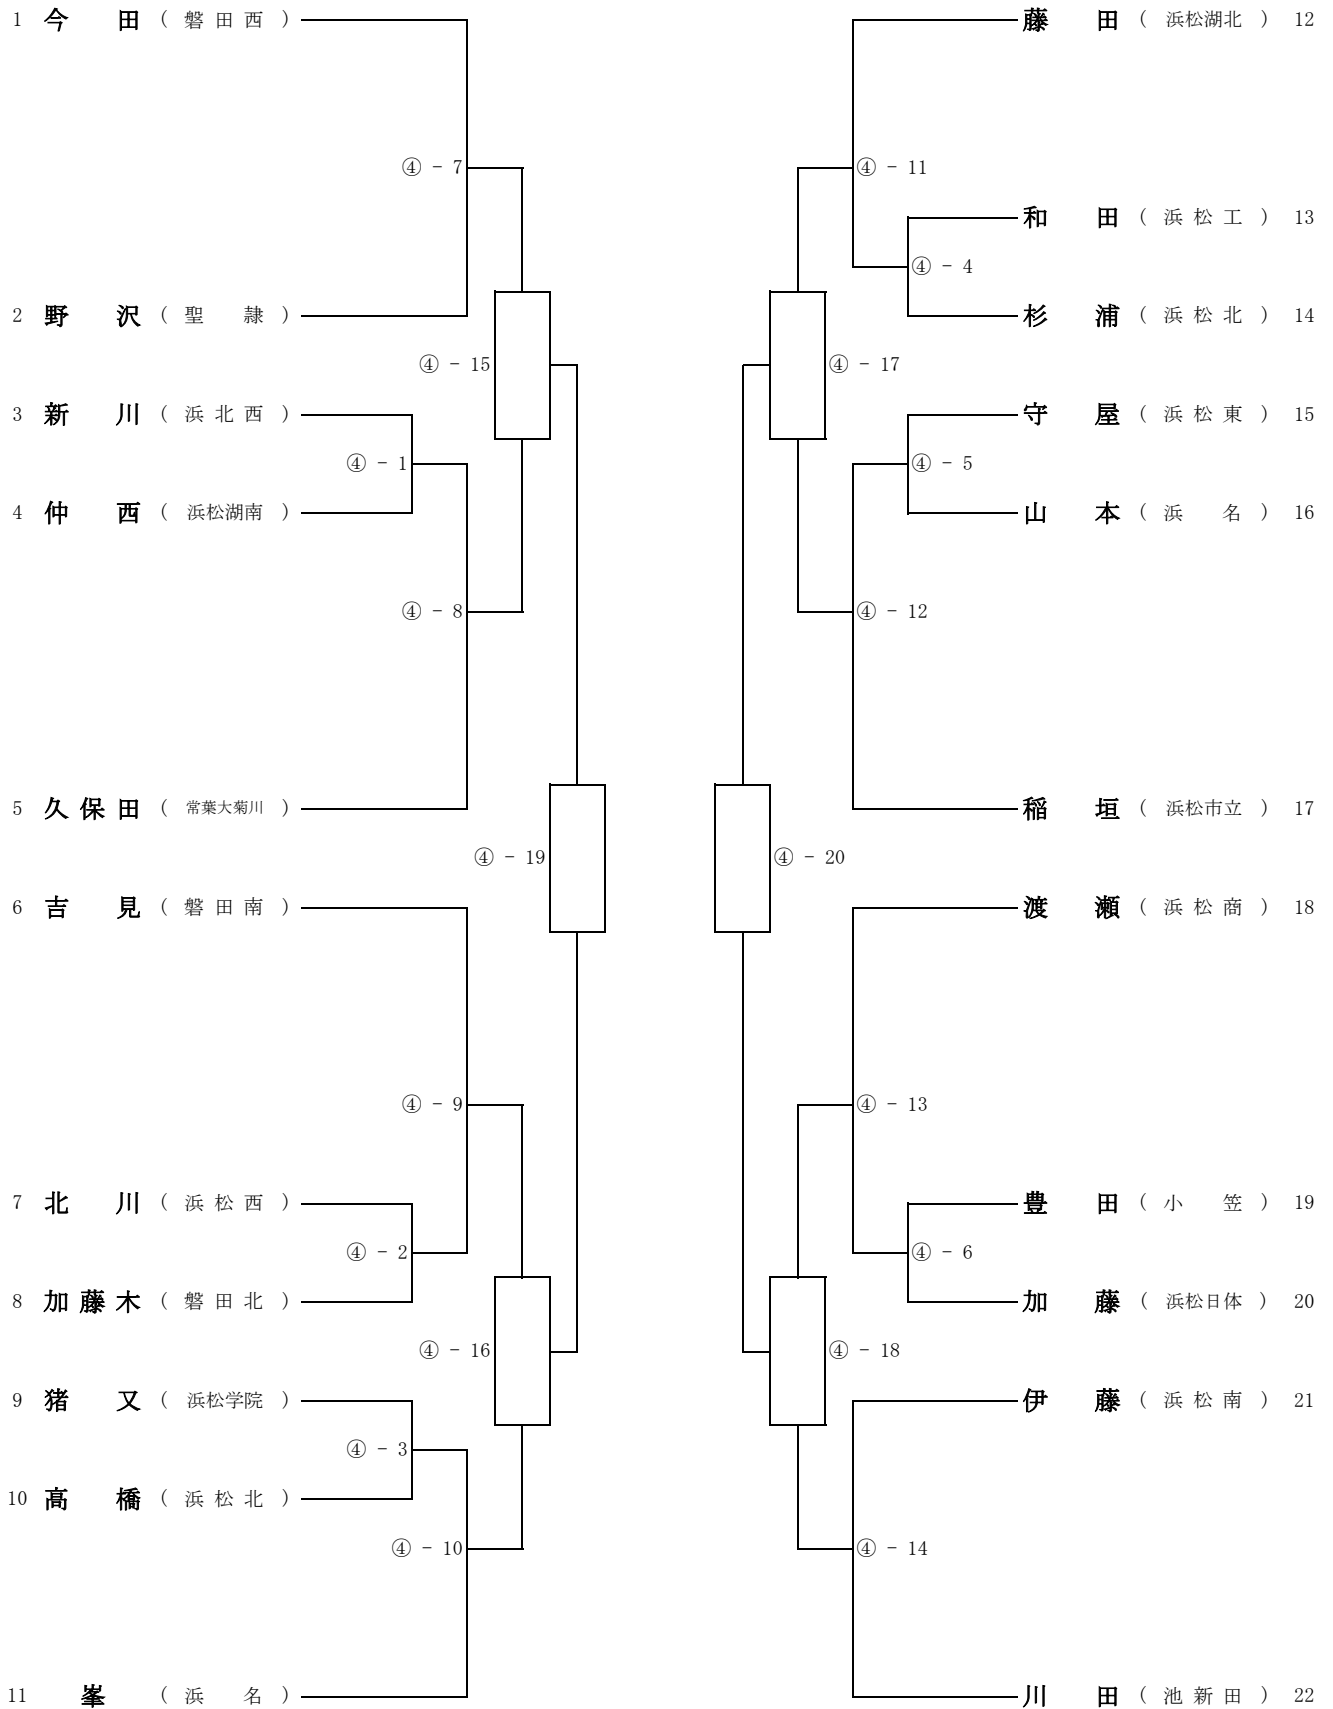 1 今田 ( 磐田西 )
④ - 7
2 野沢 ( 聖隷 )
④ - 15
3 新川 ( 浜北西 )
④ - 1
4 仲西 ( 浜松湖南 )
④ - 8
5 久保田 ( 常葉大菊川 )
④ - 19
6 吉見 ( 磐田南 )
④ - 9
7 北川 ( 浜松西 )
④ - 2
8 加藤木 ( 磐田北 )
④ - 16
9 猪又 ( 浜松学院 )
④ - 3
10 高橋 ( 浜松北 )
④ - 10
11 峯 ( 浜名 )
藤田 ( 浜松湖北 ) 12
④ - 11
和田 ( 浜松工 ) 13
④ - 4
杉浦 ( 浜松北 ) 14
④ - 17
守屋 ( 浜松東 ) 15
④ - 5
山本 ( 浜名 ) 16
④ - 12
稲垣 ( 浜松市立 ) 17
④ - 20
渡瀬 ( 浜松商 ) 18
④ - 13
豊田 ( 小笠 ) 19
④ - 6
加藤 ( 浜松日体 ) 20
④ - 18
伊藤 ( 浜松南 ) 21
④ - 14
川田 ( 池新田 ) 22